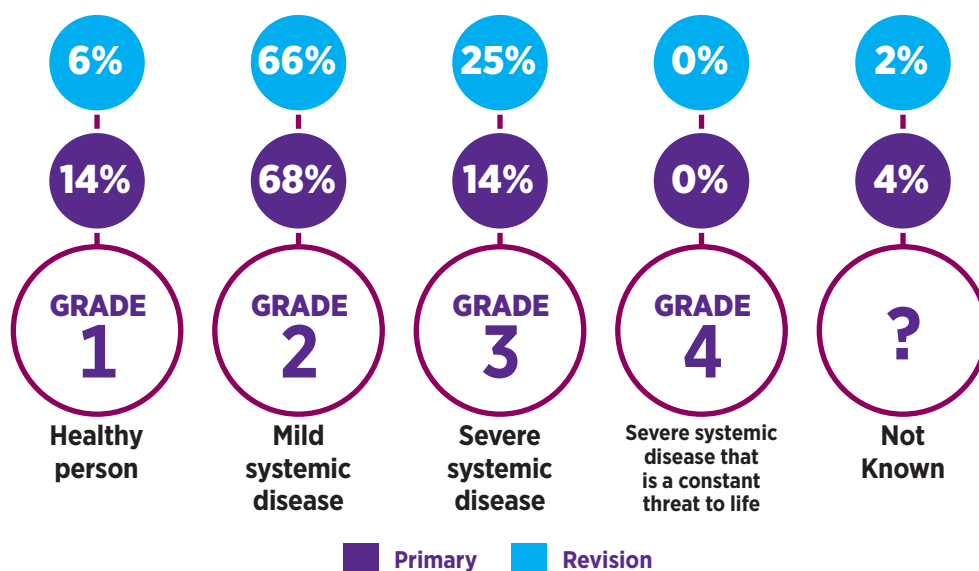 6%
66%
25%
0%
2%
14%
68%
14%
0%
4%
GRADE
1
GRADE
2
GRADE
3
GRADE
4
?
Healthy
person
Mild
systemic
disease
Severe
systemic
disease
Severe systemic
disease that
is a constant
threat to life
Not
Known
Primary
Revision